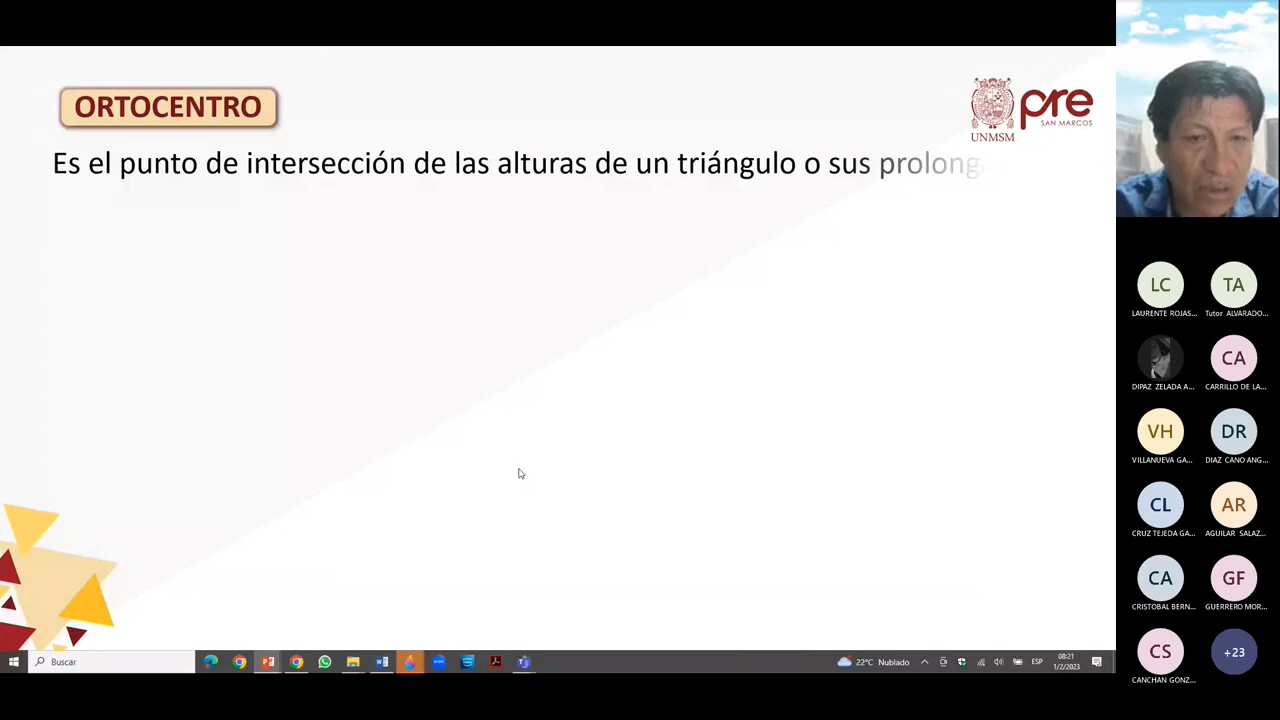 ORTOCENTRO
Es el punto de intersección de las alturas de un triángulo o sus
pre
SAN MARCOS
UNMSM
LC
TA
LAURENTE ROJAS...
Tutor ALVARADO...
CA
DIPAZ ZELADA A...
CARRILLO DE LA...
VH
DR
VILLANUEVA GA...
DIAZ CANO ANG...
CL
AR
CRUZ TEJEDA GA...
AGUILAR SALAZ...
CA
GF
CRISTOBAL BERN...
GUERRERO MOR...
CS
+23
CANCHAN GONZ...
Buscar
22°C Nublado
ESP
08:21
1/2/2023